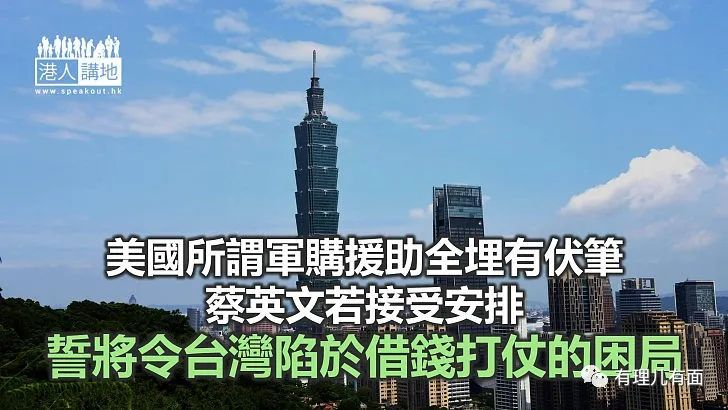 港人講地
www.speakout.hk
美國所謂軍購援助全埋有伏筆
蔡英文若接受安排
誓將令台灣陷於借錢打仗的困局
有理儿有面